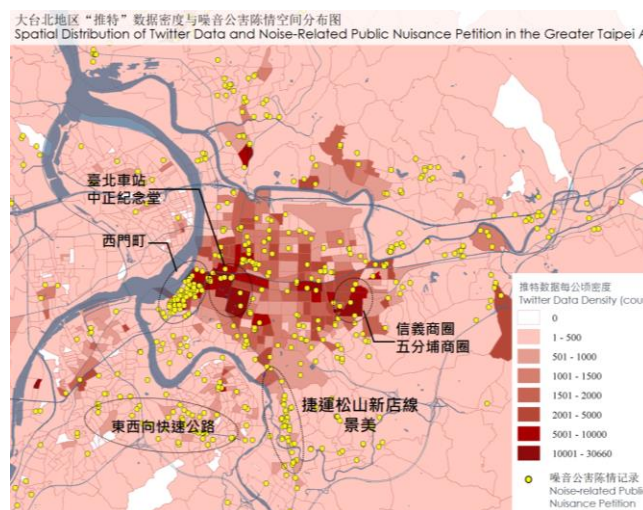 大台北地区“推特”数据密度与噪音公害陈情空间分布图
Spatial Distribution of Twitter Data and Noise-Related Public Nuisance Petition in the Greater Taipei A
臺北車站
中正紀念堂
西門町
信義商圈
五分埔商圈
捷運松山新店線
景美
東西向快速公路
推特数据每公顷密度
Twitter Data Density (cou
0
1 - 500
501 - 1000
1001 - 1500
1501 - 2000
2001 - 5000
5001 - 10000
10001 - 30660
噪音公害陈情记录
Noise-related Public
Nuisance Petition